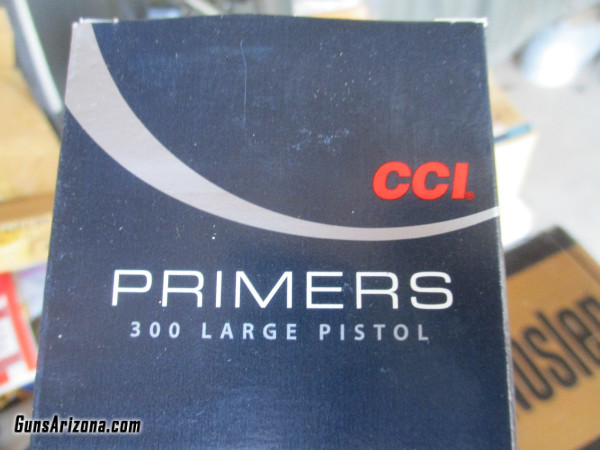 CCI
PRIMERS
300 LARGE PISTOL
GunsArizona.com